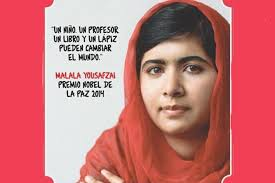 "UN NIÑO. UN PROFESOR
UN LIBRO Y UN LÁPIZ
PUEDEN CAMBIAR
EL MUNDO."
MALALA YOUSAFZAI
PREMIO NOBEL DE
LA PAZ 2014